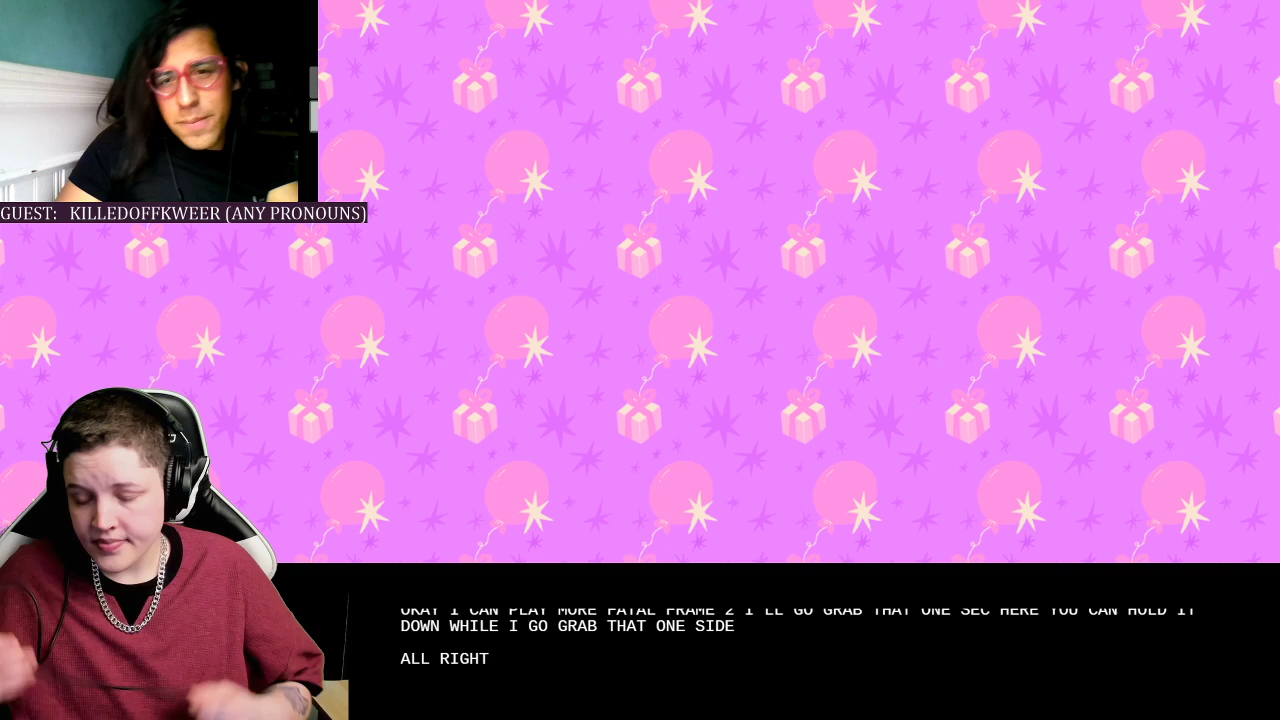 GUEST: KILLEDOFFKWEER (ANY PRONOUNS)
OKAY I CAN PLAY MORE FATAL FRAME 2 I LL GO GRAB THAT ONE SEC HERE YOU CAN HOLD IT
DOWN WHILE I GO GRAB THAT ONE SIDE
ALL RIGHT